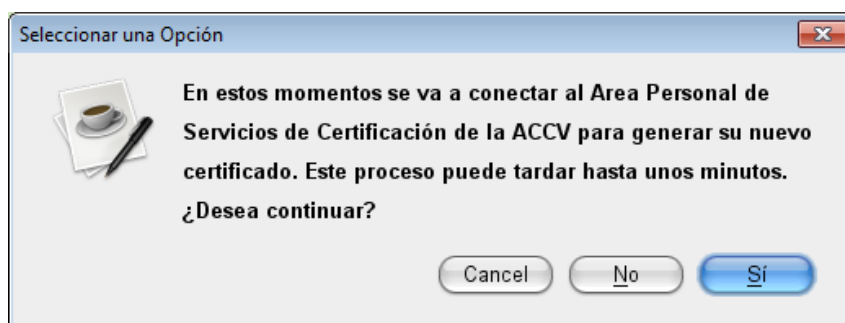 Seleccionar una Opción
En estos momentos se va a conectar al Area Personal de
Servicios de Certificación de la ACCV para generar su nuevo
certificado. Este proceso puede tardar hasta unos minutos.
¿Desea continuar?
Cancel No Sí